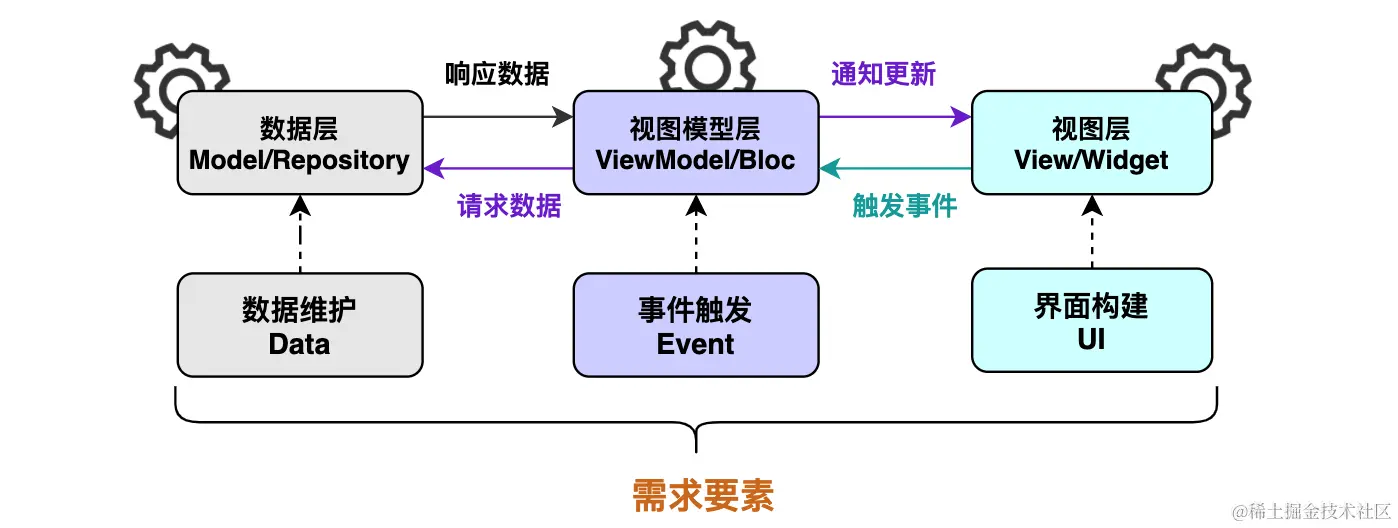 响应数据
通知更新
数据层
Model/Repository
视图模型层
ViewModel/Bloc
视图层
View/Widget
请求数据
触发事件
数据维护
Data
事件触发
Event
界面构建
UI
需求要素
@稀土掘金技术社区